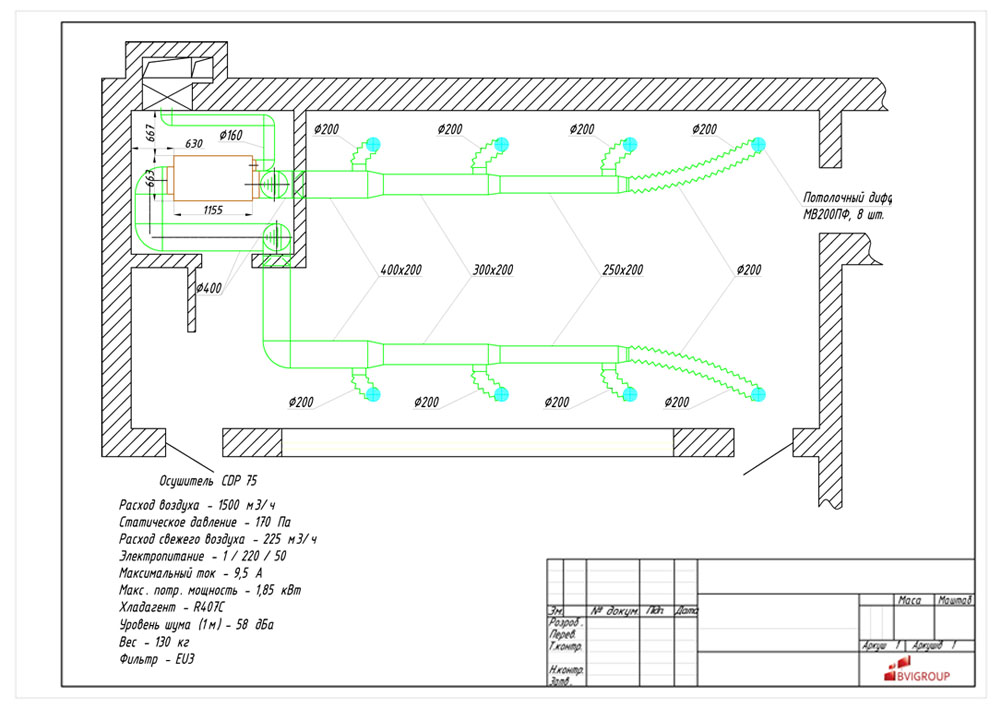 667
630
Ø160
663
1155
Ø400
Ø200
Ø200
Ø200
Ø200
Потолочный дифф
МВ200ПФ, 8 шт.
400x200
300x200
250x200
Ø200
Ø200
Ø200
Ø200
Ø200
Осушитель CDP 75
Расход воздуха - 1500 м3/ч
Статическое давление - 170 Па
Расход свежего воздуха - 225 м3/ч
Электропитание - 1 / 220 / 50
Максимальный ток - 9,5 А
Макс. потр. мощность - 1,85 кВт
Хладагент - R407C
Уровень шума (1м) - 58 дБа
Вес - 130 кг
Фильтр - EU3
Зм. № докум. Підп Дата
Розроб.
Перев.
Т.контр.
Н.контр.
Затв.
Маса Масштаб
Аркуш 1 Аркушів 1
BVIGROUP